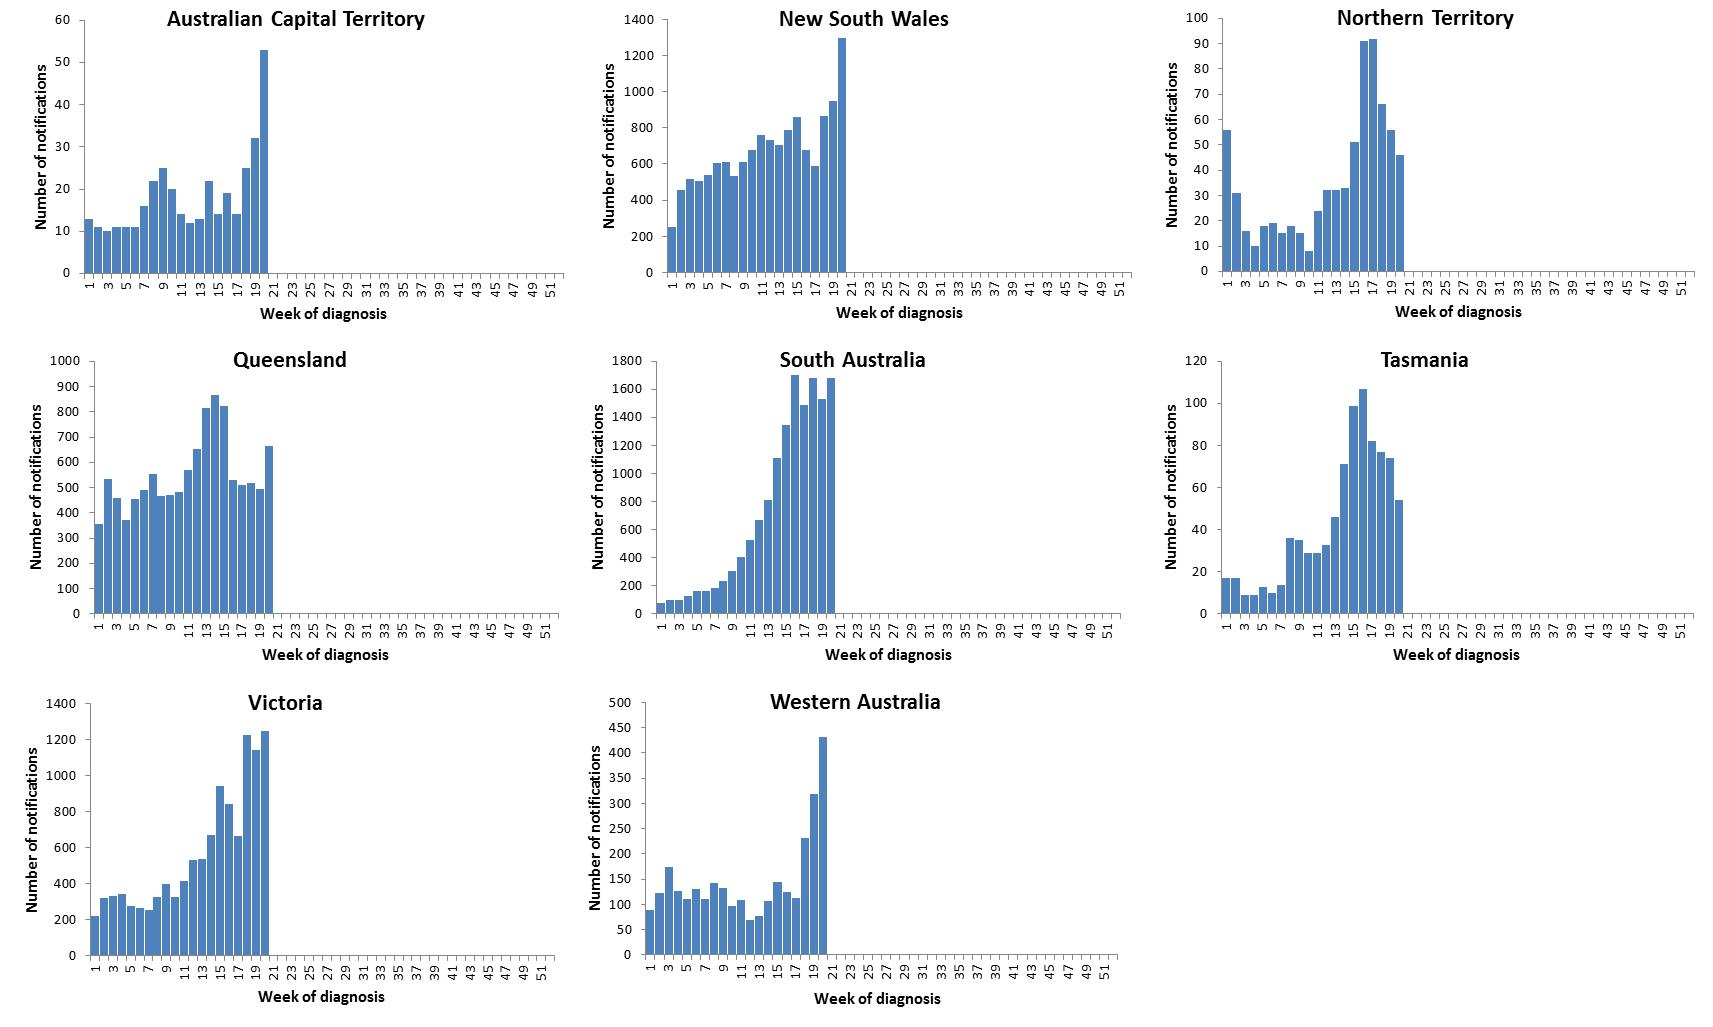 Australian Capital Territory
Number of notifications
60
50
40
30
20
10
0
1 3 5 7 9 11 13 15 17 19 21 23 25 27 29 31 33 35 37 39 41 43 45 47 49 51
Week of diagnosis
New South Wales
Number of notifications
1400
1200
1000
800
600
400
200
0
1 3 5 7 9 11 13 15 17 19 21 23 25 27 29 31 33 35 37 39 41 43 45 47 49 51
Week of diagnosis
Northern Territory
Number of notifications
100
90
80
70
60
50
40
30
20
10
0
1 3 5 7 9 11 13 15 17 19 21 23 25 27 29 31 33 35 37 39 41 43 45 47 49 51
Week of diagnosis
Queensland
Number of notifications
1000
900
800
700
600
500
400
300
200
100
0
1 3 5 7 9 11 13 15 17 19 21 23 25 27 29 31 33 35 37 39 41 43 45 47 49 51
Week of diagnosis
South Australia
Number of notifications
1800
1600
1400
1200
1000
800
600
400
200
0
1 3 5 7 9 11 13 15 17 19 21 23 25 27 29 31 33 35 37 39 41 43 45 47 49 51
Week of diagnosis
Tasmania
Number of notifications
120
100
80
60
40
20
0
1 3 5 7 9 11 13 15 17 19 21 23 25 27 29 31 33 35 37 39 41 43 45 47 49 51
Week of diagnosis
Victoria
Number of notifications
1400
1200
1000
800
600
400
200
0
1 3 5 7 9 11 13 15 17 19 21 23 25 27 29 31 33 35 37 39 41 43 45 47 49 51
Week of diagnosis
Western Australia
Number of notifications
500
450
400
350
300
250
200
150
100
50
0
1 3 5 7 9 11 13 15 17 19 21 23 25 27 29 31 33 35 37 39 41 43 45 47 49 51
Week of diagnosis